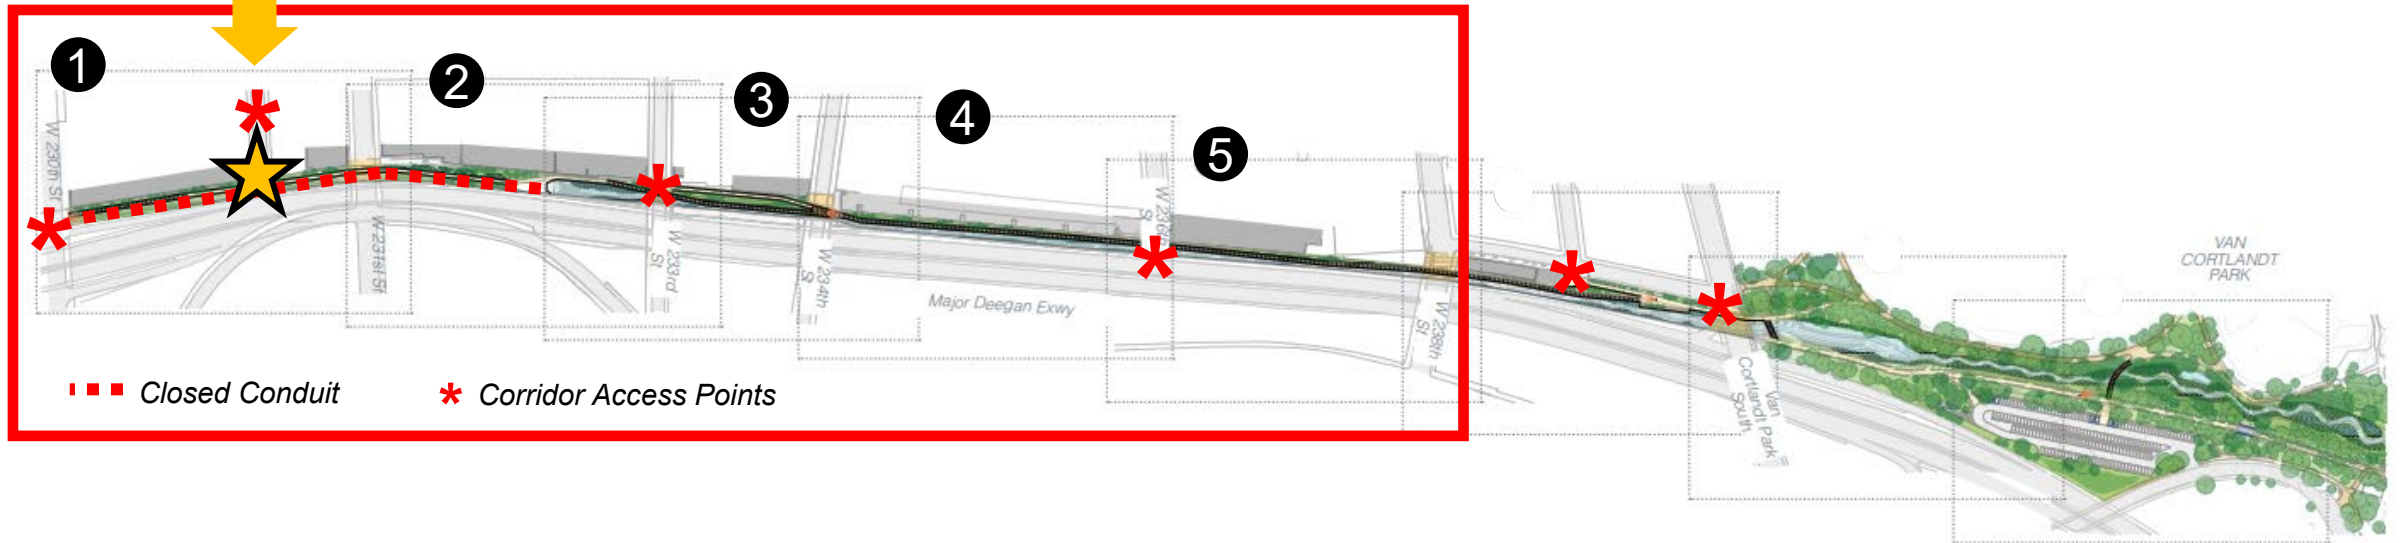 1
2
3
4
5
W 230th St
W 231st St
W 233rd
St
W 234th
St
W 236th
St
W 238th
St
Major Deegan Exwy
Van
Cortlandt Park
South
VAN
CORTLANDT
PARK
Closed Conduit
* Corridor Access Points